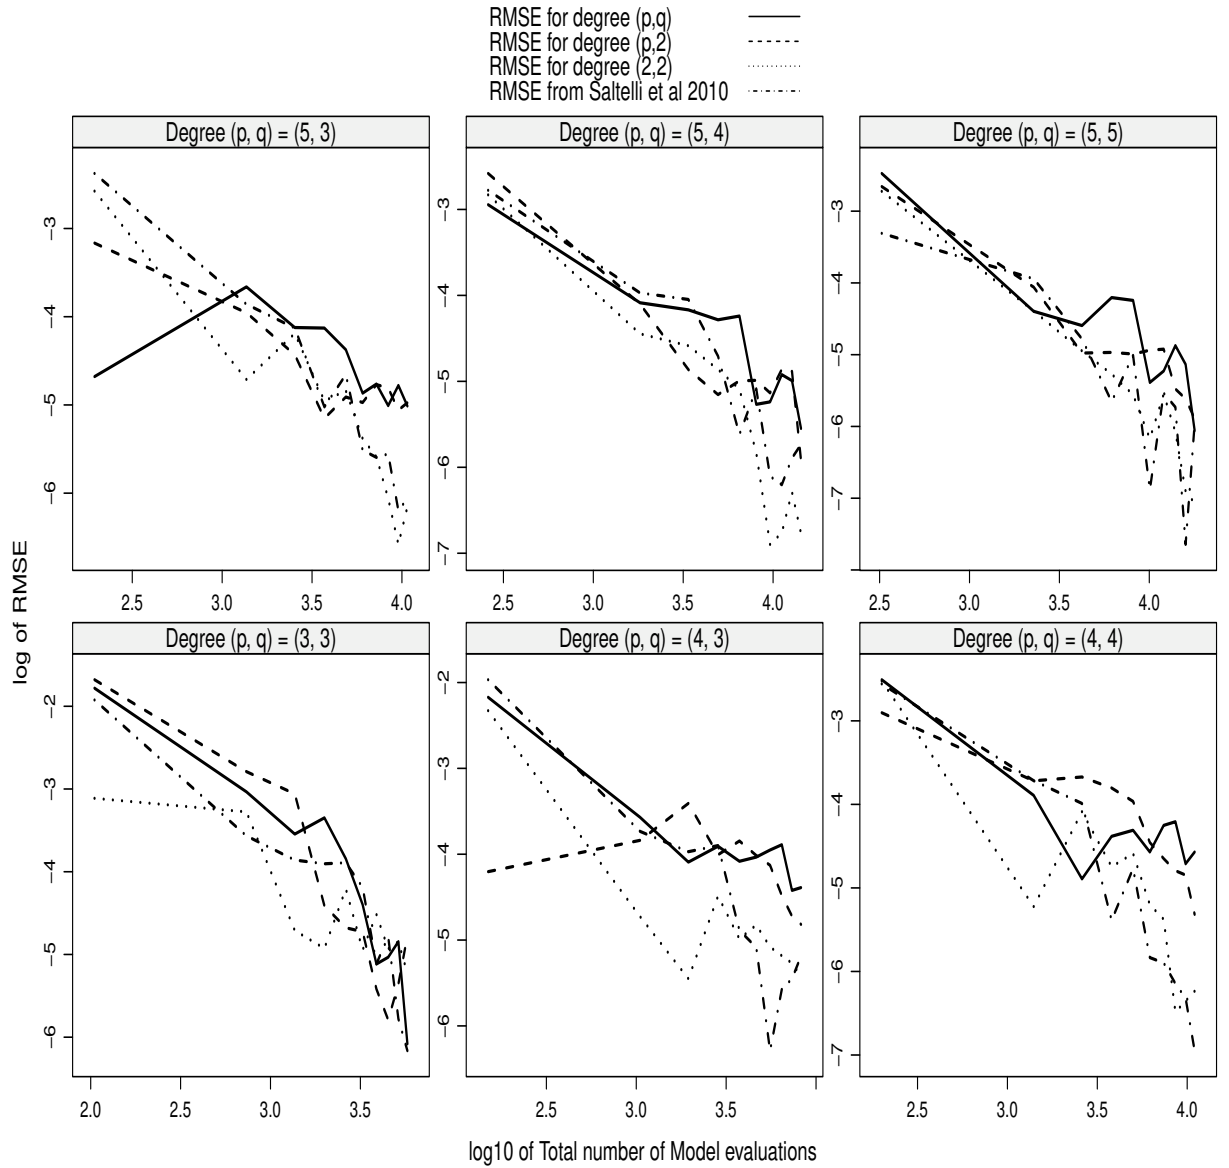 RMSE for degree (p,q)
RMSE for degree (p,2)
RMSE for degree (2,2)
RMSE from Saltelli et al 2010
Degree (p, q) = (5, 3)
Degree (p, q) = (5, 4)
Degree (p, q) = (5, 5)
−3
−4
−5
−6
2.5 3.0 3.5 4.0
−3
−4
−5
−6
−7
2.5 3.0 3.5 4.0
−3
−4
−5
−6
−7
2.5 3.0 3.5 4.0
log of RMSE
Degree (p, q) = (3, 3)
Degree (p, q) = (4, 3)
Degree (p, q) = (4, 4)
−2
−3
−4
−5
−6
2.0 2.5 3.0 3.5
−2
−3
−4
−5
−6
2.5 3.0 3.5
−3
−4
−5
−6
−7
2.5 3.0 3.5 4.0
log10 of Total number of Model evaluations